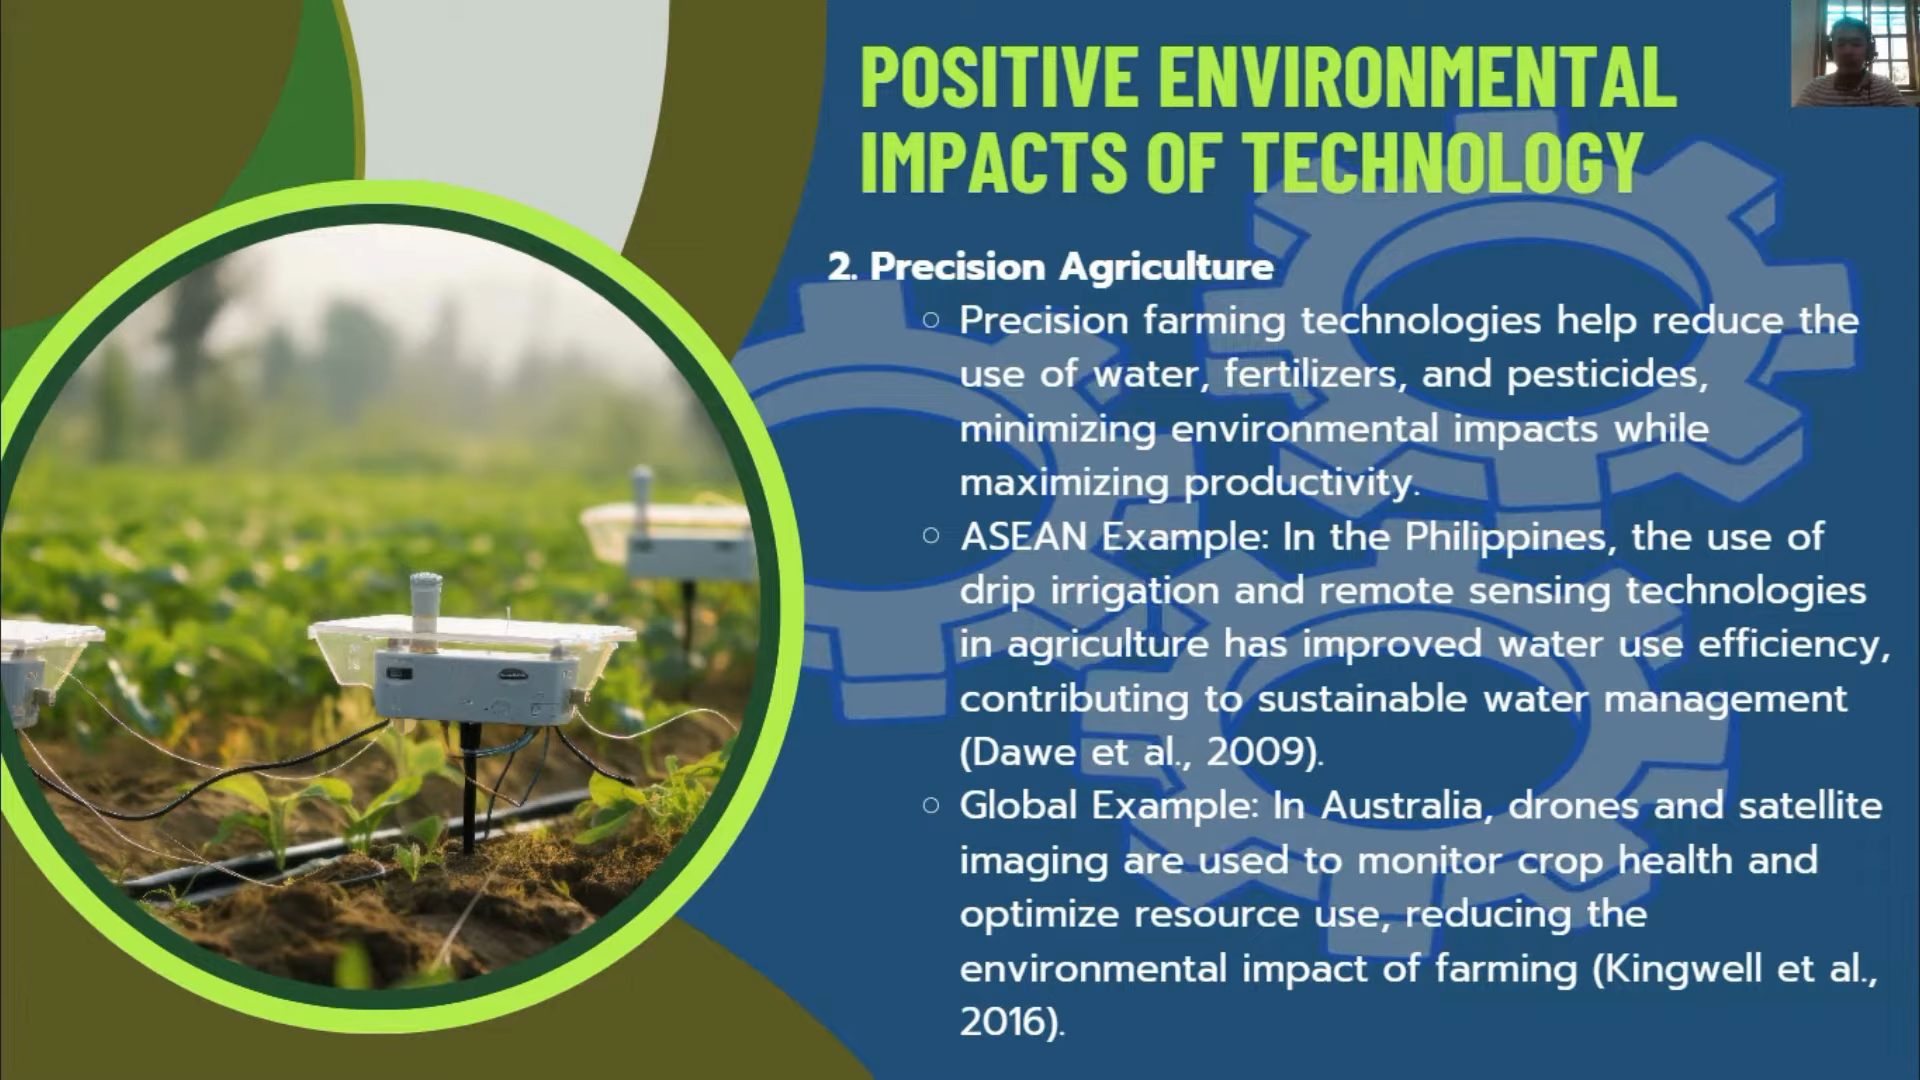 POSITIVE ENVIRONMENTAL
IMPACTS OF TECHNOLOGY
2. Precision Agriculture
○ Precision farming technologies help reduce the
use of water, fertilizers, and pesticides,
minimizing environmental impacts while
maximizing productivity.
○ ASEAN Example: In the Philippines, the use of
drip irrigation and remote sensing technologies
in agriculture has improved water use efficiency,
contributing to sustainable water management
(Dawe et al., 2009).
○ Global Example: In Australia, drones and satellite
imaging are used to monitor crop health and
optimize resource use, reducing the
environmental impact of farming (Kingwell et al.,
2016).